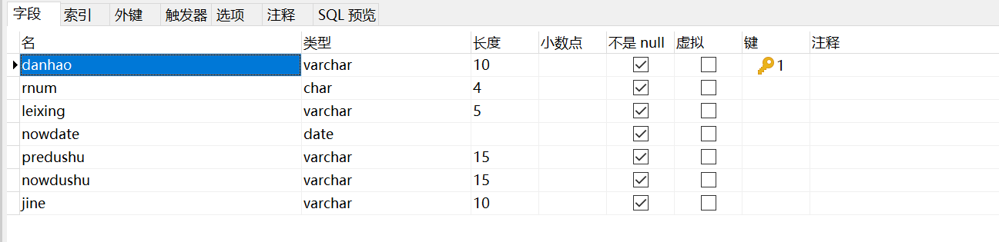 字段 索引 外键 触发器 选项 注释 SQL 预览
名 类型 长度 小数点 不是 null 虚拟 键 注释
danhao varchar 10 1
rnum char 4
leixing varchar 5
nowdate date
predushu varchar 15
nowdushu varchar 15
jine varchar 10